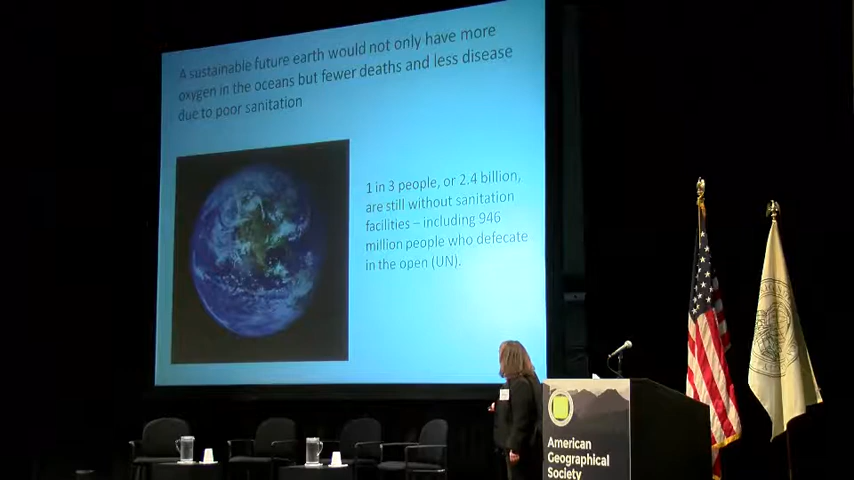 A sustainable future earth would not only have more
oxygen in the oceans but fewer deaths and less disease
due to poor sanitation
1 in 3 people, or 2.4 billion,
are still without sanitation
facilities – including 946
million people who defecate
in the open (UN).
American
Geographical
Society